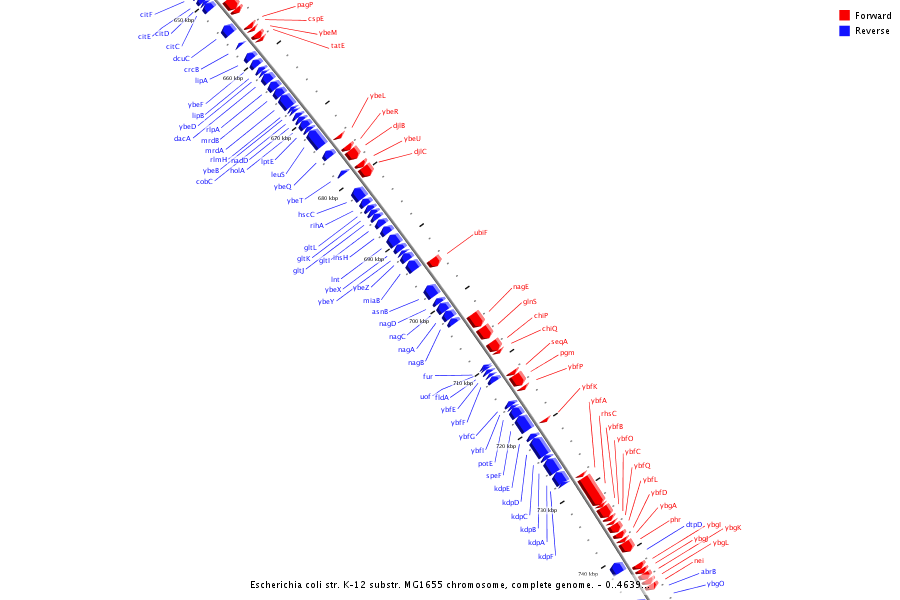 Forward
Reverse
pagP
citF
cspE
650 kbp
ybeM
citE
citD
tatE
citC
dcuC
crcB
lipA
660 kbp
ybeL
ybeF
ybeR
lipB
djlB
ybeD
rlpA
dacA
mrdB
670 kbp
ybeU
mrdA
djlC
rlmH
nadD
lptE
ybeB
holA
leuS
cobC
ybeQ
ybeT
680 kbp
hscC
rihA
ubiF
gltL
gltK
gltI
insH
690 kbp
gltJ
lnt
nagE
ybeX
ybeZ
ybeY
miaB
glnS
asnB
chiP
nagD
700 kbp
chiQ
nagC
seqA
nagA
pgm
nagB
ybfP
fur
710 kbp
ybfK
uof
fldA
ybfA
ybfE
rhsC
ybfF
ybfB
ybfG
ybfO
720 kbp
ybfI
ybfC
potE
ybfQ
speF
ybfL
kdpE
ybfD
kdpD
ybgA
730 kbp
kdpC
phr
dtpD
ybgI
kdpB
ybgK
kdpA
ybgJ
ybgL
kdpF
nei
740 kbp
abrB
ybgO
Escherichia coli str. K-12 substr. MG1655 chromosome, complete genome. - 0..4639...